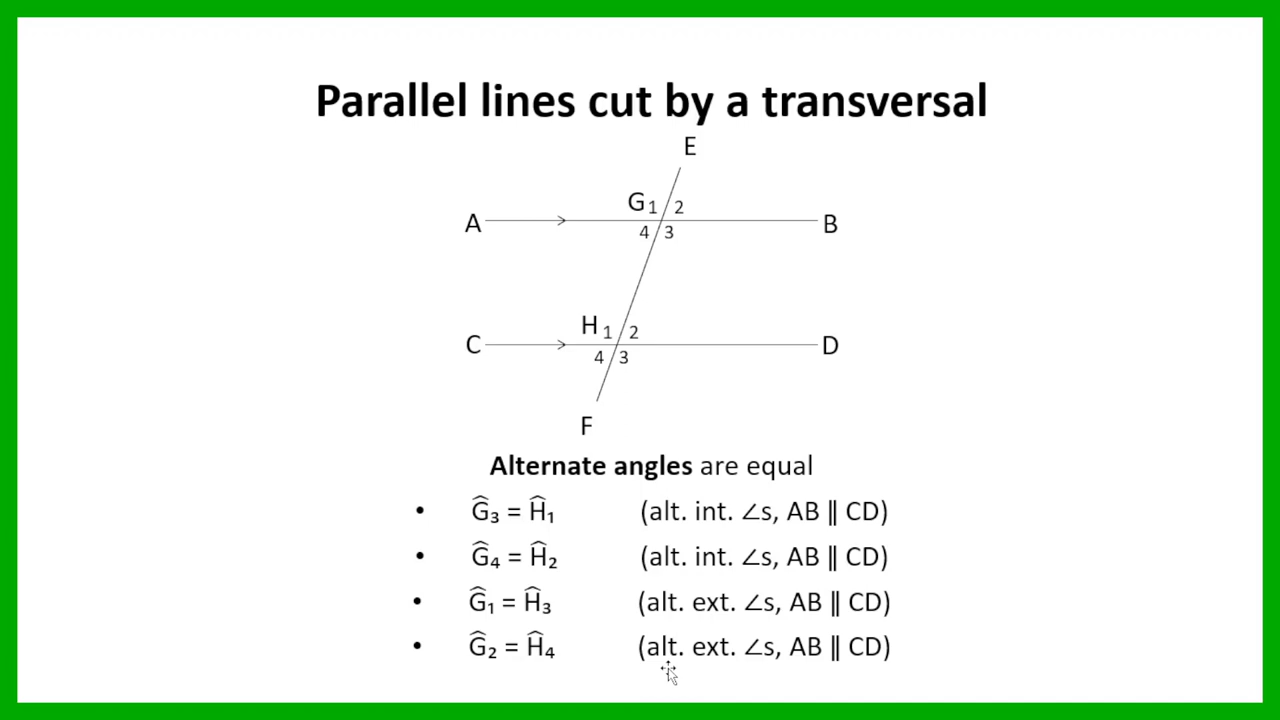 Parallel lines cut by a transversal
E
G 1 2
A B
4 3
H 1 2
C D
4 3
F
Alternate angles are equal
• Ĝ₃ = Ĥ₁ (alt. int. ∠s, AB ∥ CD)
• Ĝ₄ = Ĥ₂ (alt. int. ∠s, AB ∥ CD)
• Ĝ₁ = Ĥ₃ (alt. ext. ∠s, AB ∥ CD)
• Ĝ₂ = Ĥ₄ (alt. ext. ∠s, AB ∥ CD)